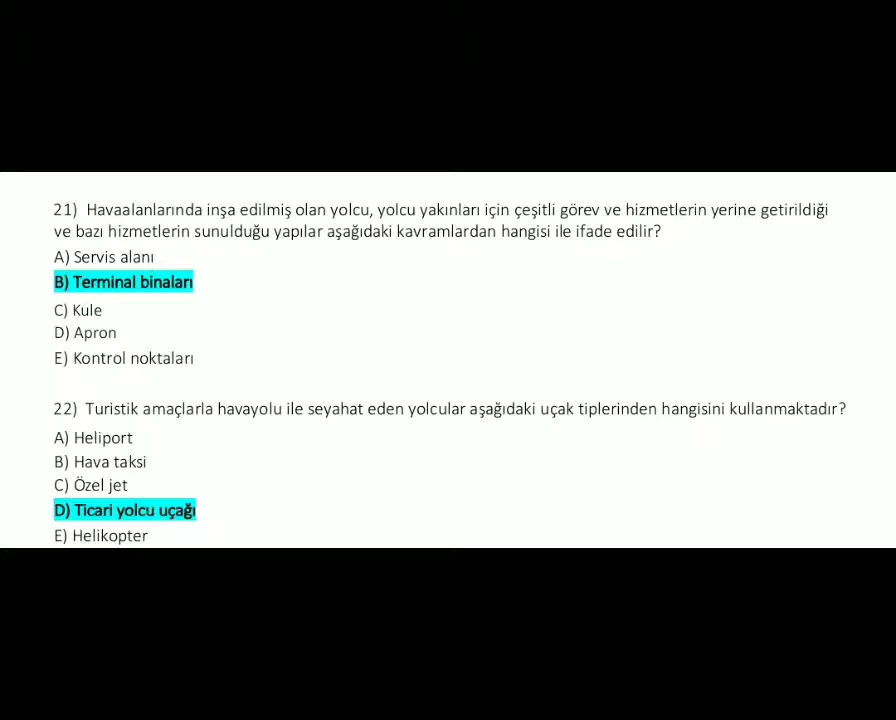 21) Havaalanlarında inşa edilmiş olan yolcu, yolcu yakınları için çeşitli görev ve hizmetlerin yerine getirildiği
ve bazı hizmetlerin sunulduğu yapılar aşağıdaki kavramlardan hangisi ile ifade edilir?
A) Servis alanı
B) Terminal binaları
C) Kule
D) Apron
E) Kontrol noktaları
22) Turistik amaçlarla havayolu ile seyahat eden yolcular aşağıdaki uçak tiplerinden hangisini kullanmaktadır?
A) Heliport
B) Hava taksi
C) Özel jet
D) Ticari yolcu uçağı
E) Helikopter